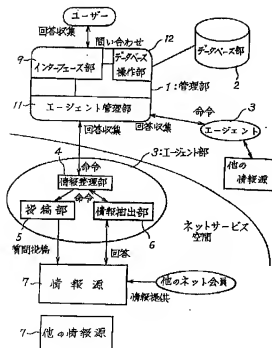 ユーザー
回答収集
問い合わせ
12
9
インターフェース部
データベース
操作部
データベース部
2
1:管理部
11
エージェント管理部
回答収集
命令
回答収集
命令
3
エージェント
3:エージェント部
4
情報整理部
命令
他の
情報源
投稿部
情報抽出部
5
6
質問投稿
回答
ネットサービス
空間
7
情報源
他のネット会員
情報提供
7
他の情報源